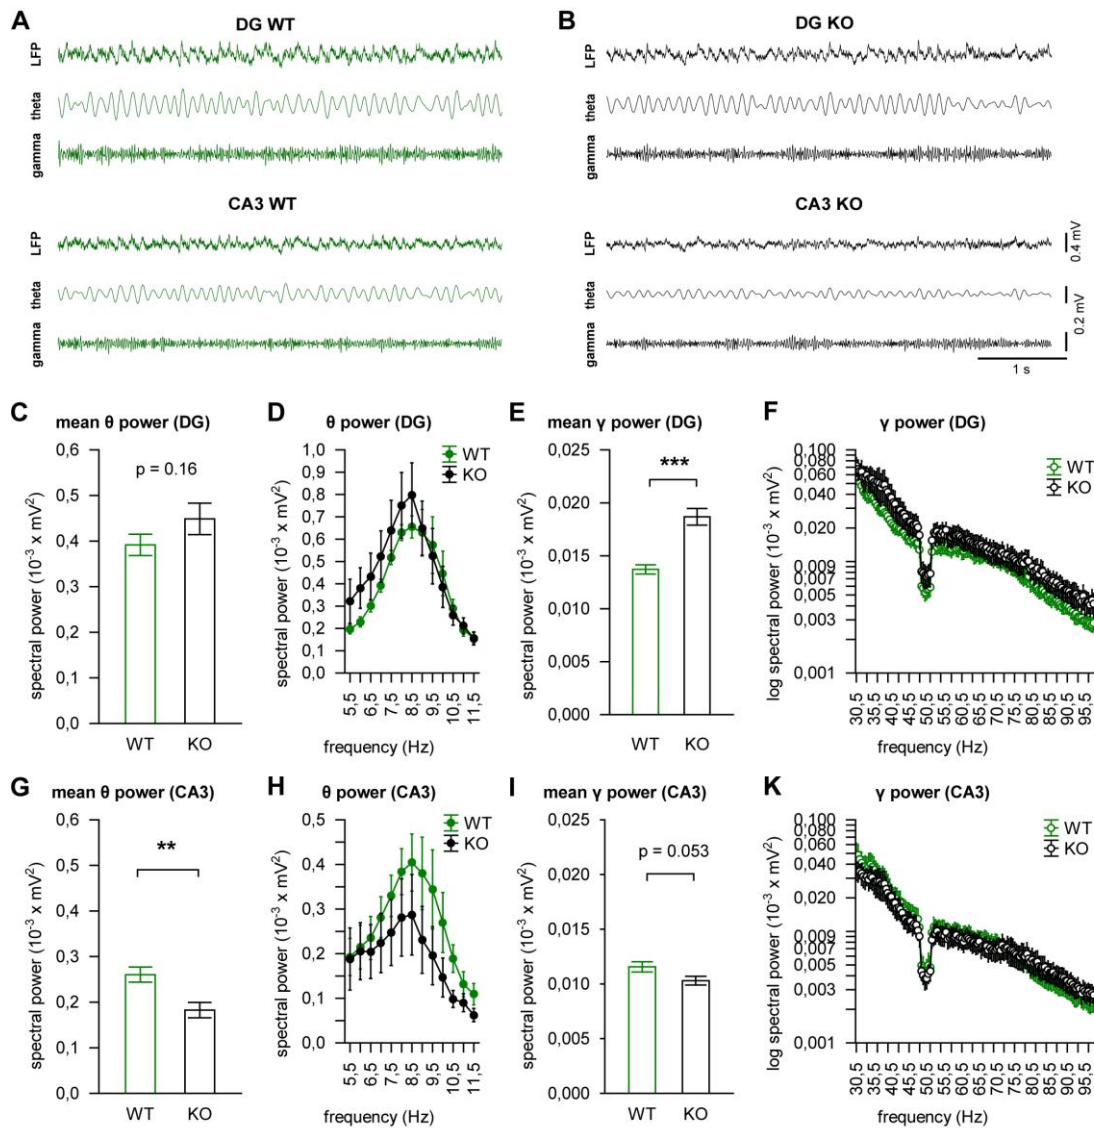 A
DG WT
LFP
theta
gamma
CA3 WT
LFP
theta
gamma
B
DG KO
LFP
theta
gamma
CA3 KO
LFP
theta
gamma
0.4 mV
0.2 mV
1 s
C
mean θ power (DG)
spectral power (10⁻³ x mV²)
0,6
0,5
0,4
0,3
0,2
0,1
0,0
p = 0.16
WT KO
D
θ power (DG)
WT
KO
spectral power (10⁻³ x mV²)
1,0
0,9
0,8
0,7
0,6
0,5
0,4
0,3
0,2
0,1
0,0
5,5 6,5 7,5 8,5 9,5 10,5 11,5
frequency (Hz)
E
mean γ power (DG)
spectral power (10⁻³ x mV²)
0,025
0,020
0,015
0,010
0,005
0,000
***
WT KO
F
γ power (DG)
WT
KO
log spectral power (10⁻³ x mV²)
0,100
0,080
0,060
0,040
0,020
0,009
0,007
0,005
0,003
0,001
30,5 35,5 40,5 45,5 50,5 55,5 60,5 65,5 70,5 75,5 80,5 85,5 90,5 95,5
frequency (Hz)
G
mean θ power (CA3)
spectral power (10⁻³ x mV²)
0,6
0,5
0,4
0,3
0,2
0,1
0,0
**
WT KO
H
θ power (CA3)
WT
KO
spectral power (10⁻³ x mV²)
0,5
0,4
0,3
0,2
0,1
0,0
5,5 6,5 7,5 8,5 9,5 10,5 11,5
frequency (Hz)
I
mean γ power (CA3)
spectral power (10⁻³ x mV²)
0,025
0,020
0,015
0,010
0,005
0,000
p = 0.053
WT KO
K
γ power (CA3)
WT
KO
log spectral power (10⁻³ x mV²)
0,100
0,080
0,060
0,040
0,020
0,009
0,007
0,005
0,003
0,001
30,5 35,5 40,5 45,5 50,5 55,5 60,5 65,5 70,5 75,5 80,5 85,5 90,5 95,5
frequency (Hz)